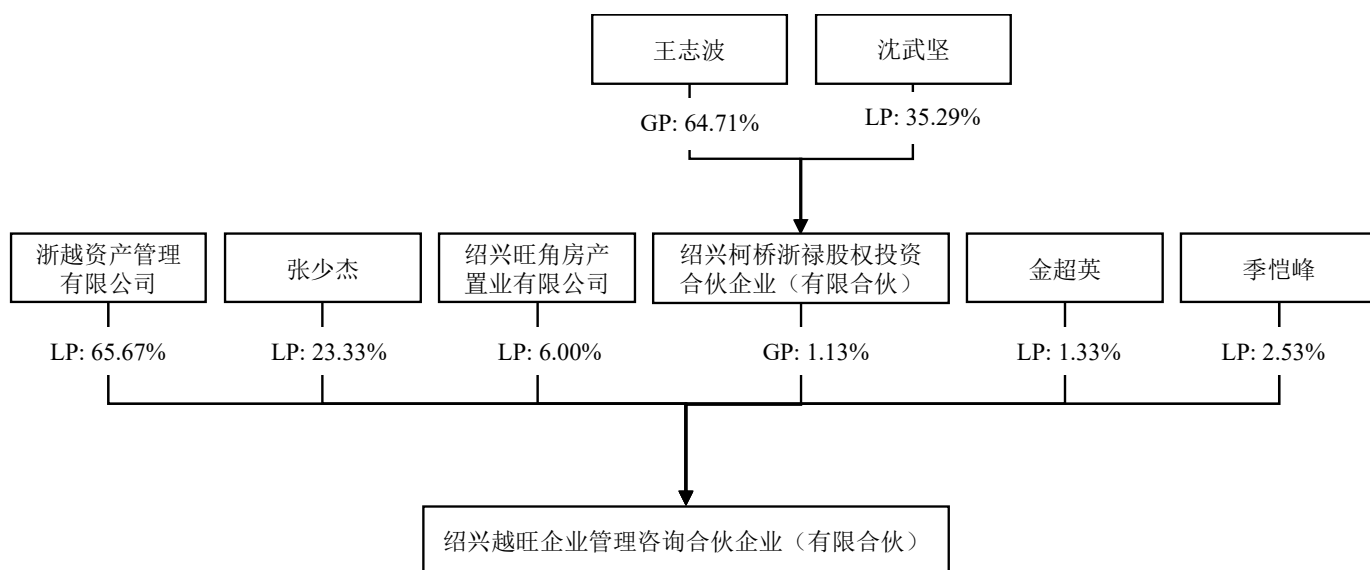 王志波
沈武坚
GP: 64.71%
LP: 35.29%
浙越资产管理
有限公司
张少杰
绍兴旺角房产
置业有限公司
绍兴柯桥浙禄股权投资
合伙企业（有限合伙）
金超英
季恺峰
LP: 65.67%
LP: 23.33%
LP: 6.00%
GP: 1.13%
LP: 1.33%
LP: 2.53%
绍兴越旺企业管理咨询合伙企业（有限合伙）